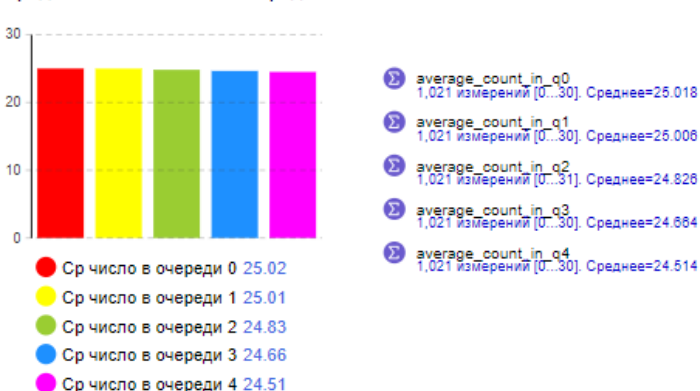 30
20
10
0
Ср число в очереди 0 25.02
Ср число в очереди 1 25.01
Ср число в очереди 2 24.83
Ср число в очереди 3 24.66
Ср число в очереди 4 24.51
average_count_in_q0
1,021 измерений [0...30]. Среднее=25.018
average_count_in_q1
1,021 измерений [0...30]. Среднее=25.006
average_count_in_q2
1,021 измерений [0...31]. Среднее=24.826
average_count_in_q3
1,021 измерений [0...30]. Среднее=24.664
average_count_in_q4
1,021 измерений [0...30]. Среднее=24.514